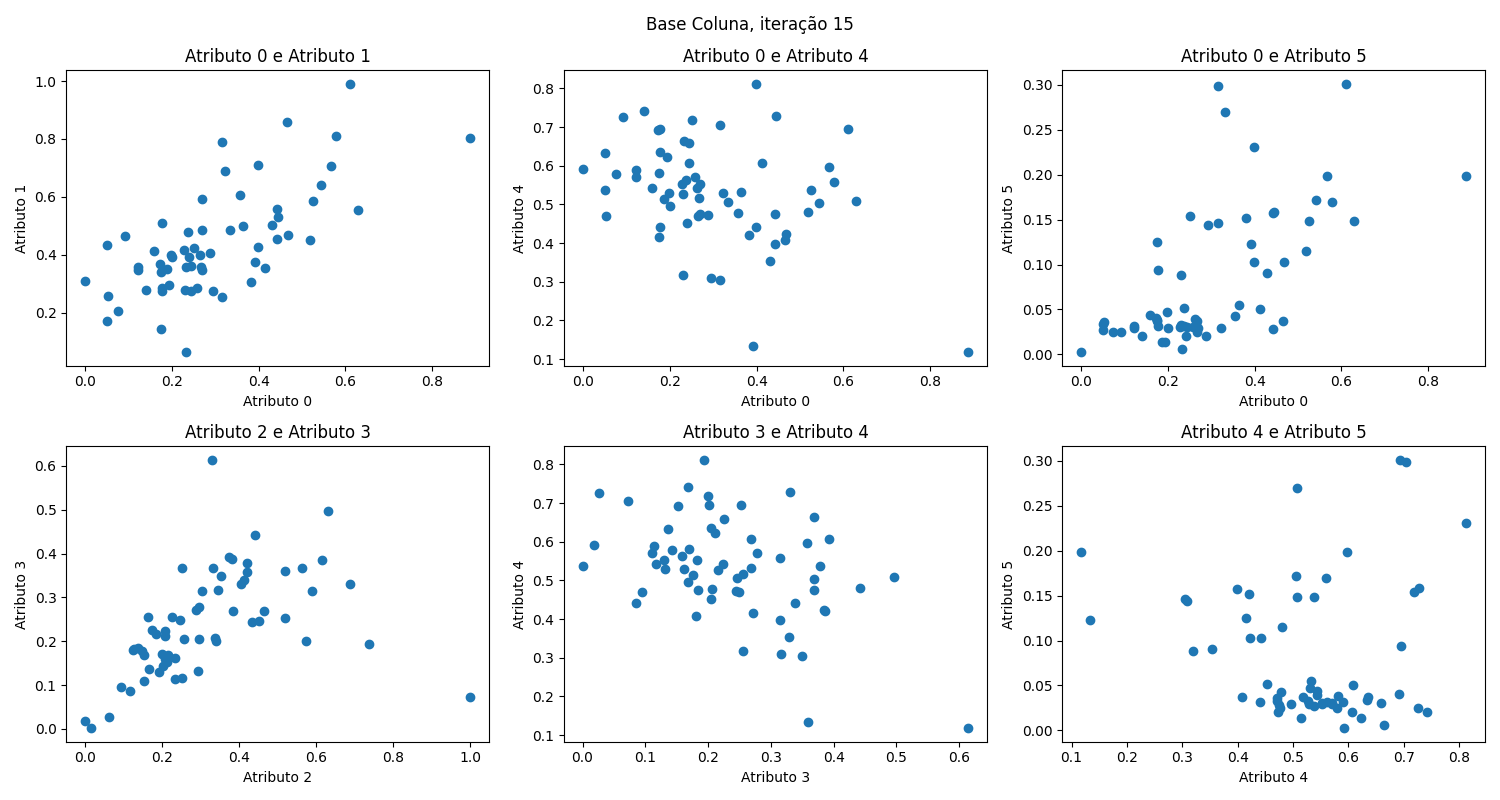 Base Coluna, iteração 15
Atributo 0 e Atributo 1
1.0
0.8
0.6
0.4
0.2
Atributo 1
0.0 0.2 0.4 0.6 0.8
Atributo 0
Atributo 0 e Atributo 4
0.8
0.7
0.6
0.5
0.4
0.3
0.2
0.1
Atributo 4
0.0 0.2 0.4 0.6 0.8
Atributo 0
Atributo 0 e Atributo 5
0.30
0.25
0.20
0.15
0.10
0.05
0.00
Atributo 5
0.0 0.2 0.4 0.6 0.8
Atributo 0
Atributo 2 e Atributo 3
0.6
0.5
0.4
0.3
0.2
0.1
0.0
Atributo 3
0.0 0.2 0.4 0.6 0.8 1.0
Atributo 2
Atributo 3 e Atributo 4
0.8
0.7
0.6
0.5
0.4
0.3
0.2
0.1
Atributo 4
0.0 0.1 0.2 0.3 0.4 0.5 0.6
Atributo 3
Atributo 4 e Atributo 5
0.30
0.25
0.20
0.15
0.10
0.05
0.00
Atributo 5
0.1 0.2 0.3 0.4 0.5 0.6 0.7 0.8
Atributo 4